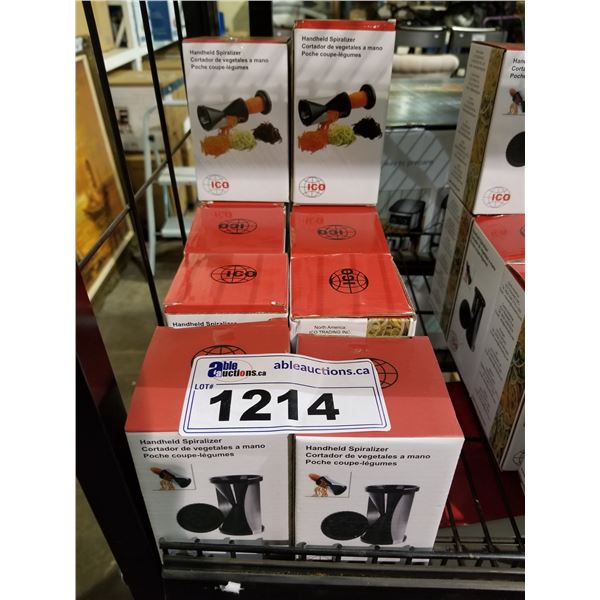 Handheld Spiralizer
Cortador de vegetales a mano
Poche coupe-légumes
ICO
Handheld Spiralizer
Cortador de vegetales a mano
Poche coupe-légumes
ICO
ICO
ICO
ICO
Handheld Spiralizer
ICO
North America:
ICO TRADING INC.
able
auctions.ca
ableauctions.ca
LOT#
1214
Handheld Spiralizer
Cortador de vegetales a mano
Poche coupe-légumes
Handheld Spiralizer
Cortador de vegetales a mano
Poche coupe-légumes
ICO